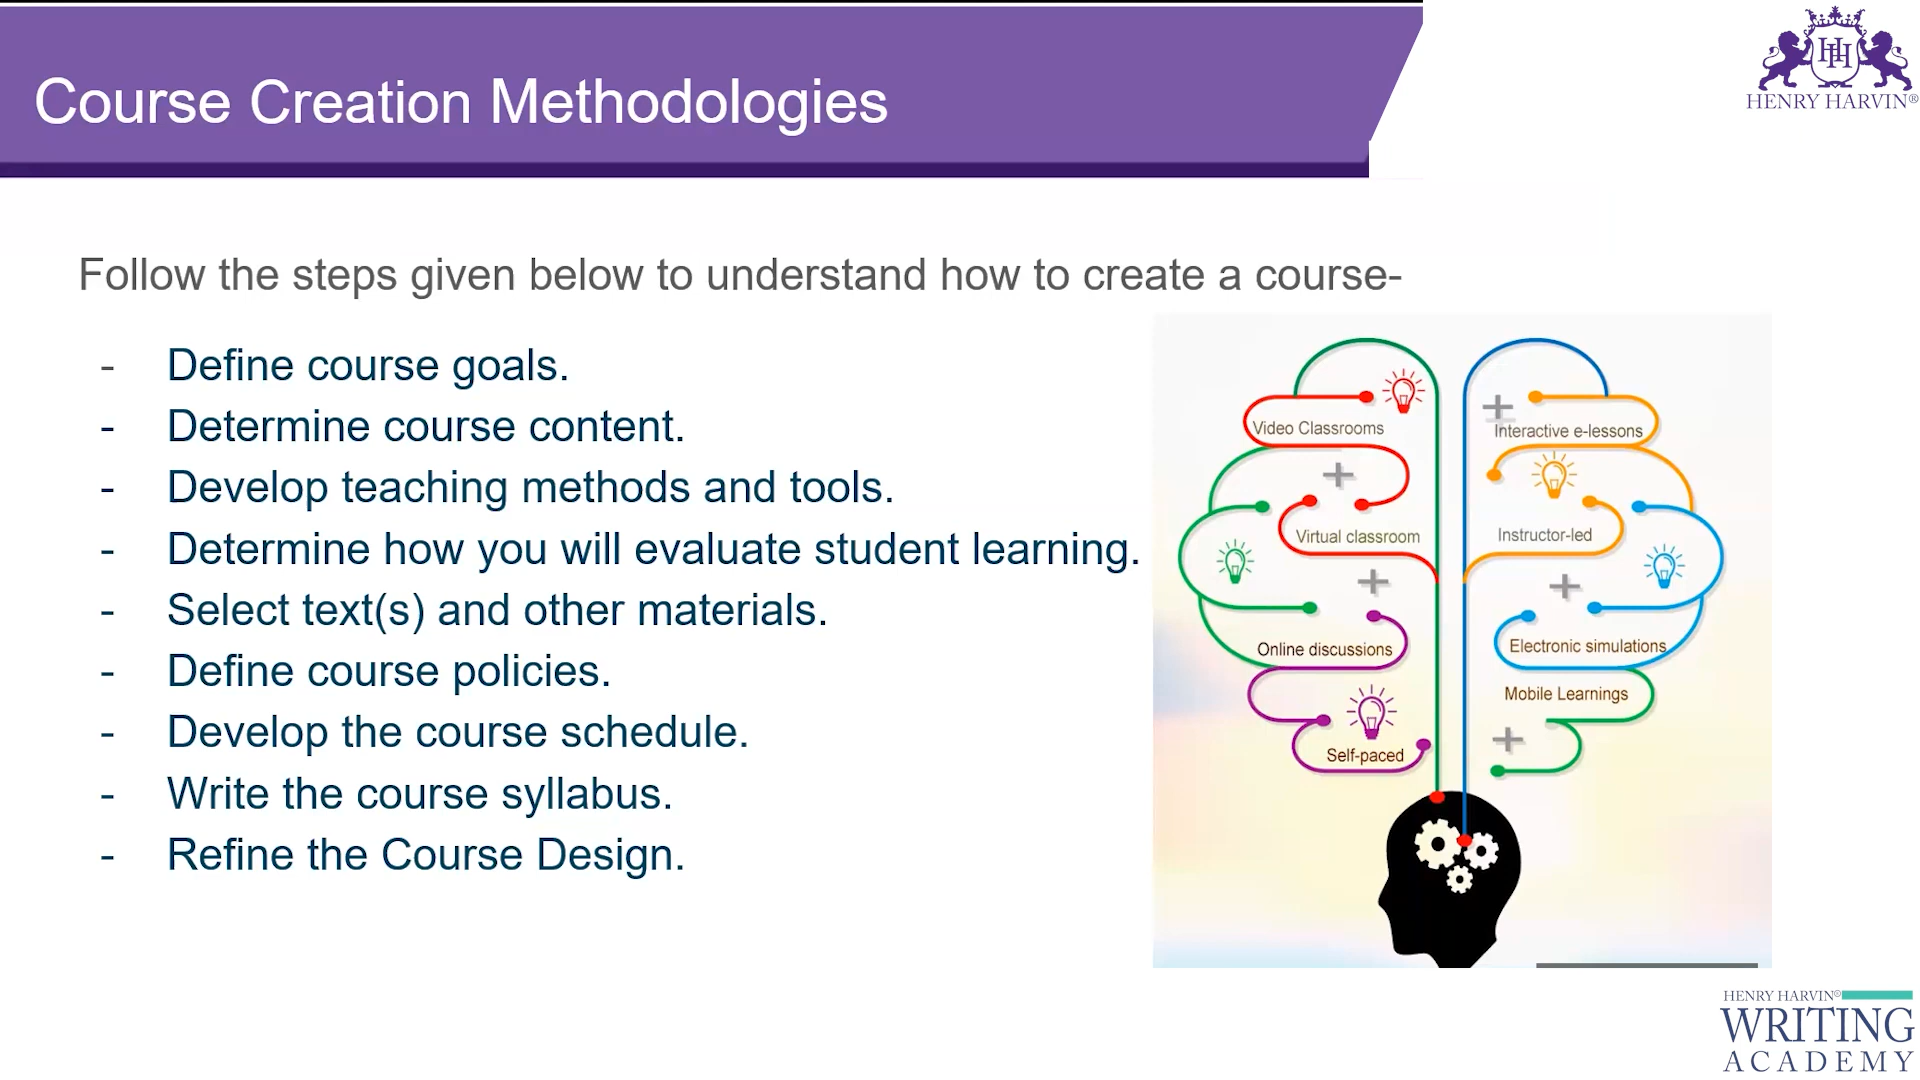 Course Creation Methodologies
HENRY HARVIN®
Follow the steps given below to understand how to create a course-
- Define course goals.
- Determine course content.
- Develop teaching methods and tools.
- Determine how you will evaluate student learning.
- Select text(s) and other materials.
- Define course policies.
- Develop the course schedule.
- Write the course syllabus.
- Refine the Course Design.
Video Classrooms
Interactive e-lessons
Virtual classroom
Instructor-led
Online discussions
Electronic simulations
Mobile Learnings
Self-paced
HENRY HARVIN®
WRITING
ACADEMY